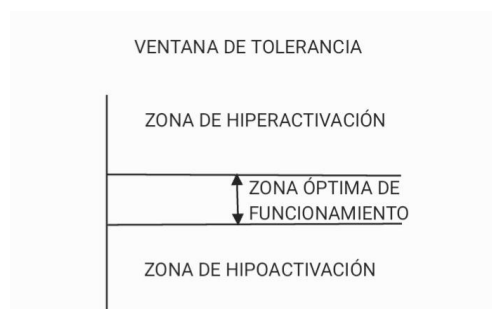 VENTANA DE TOLERANCIA
ZONA DE HIPERACTIVACIÓN
ZONA ÓPTIMA DE
FUNCIONAMIENTO
ZONA DE HIPOACTIVACIÓN